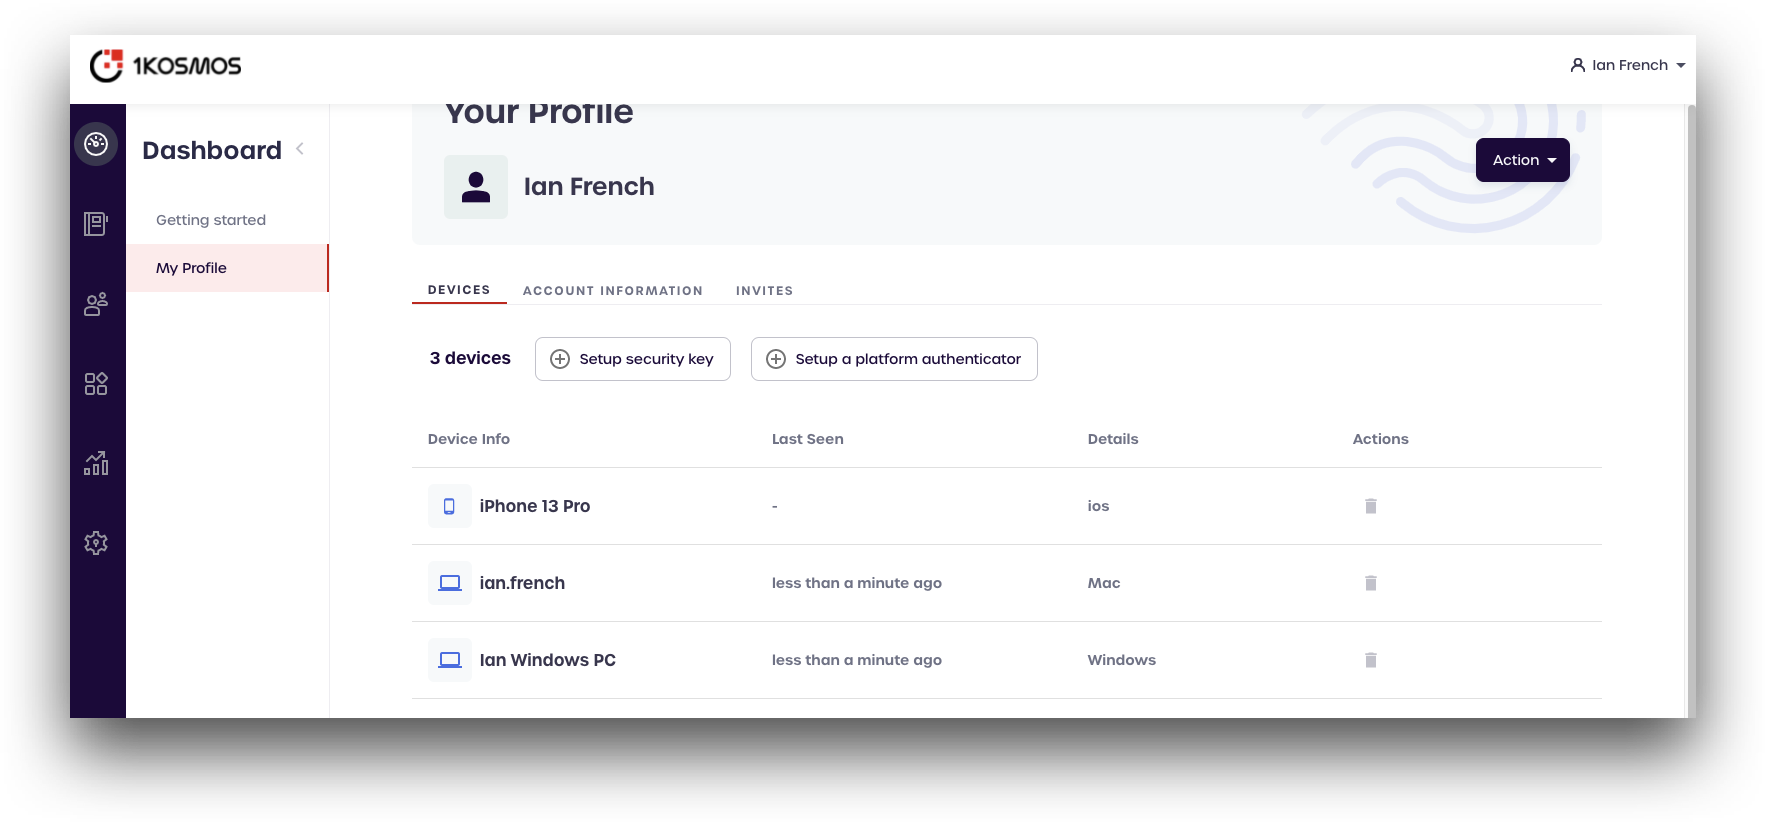 1KOSMOS
Ian French
Dashboard
Getting started
My Profile
Your Profile
Ian French
Action
DEVICES ACCOUNT INFORMATION INVITES
3 devices Setup security key Setup a platform authenticator
Device Info Last Seen Details Actions
iPhone 13 Pro - ios
ian.french less than a minute ago Mac
Ian Windows PC less than a minute ago Windows